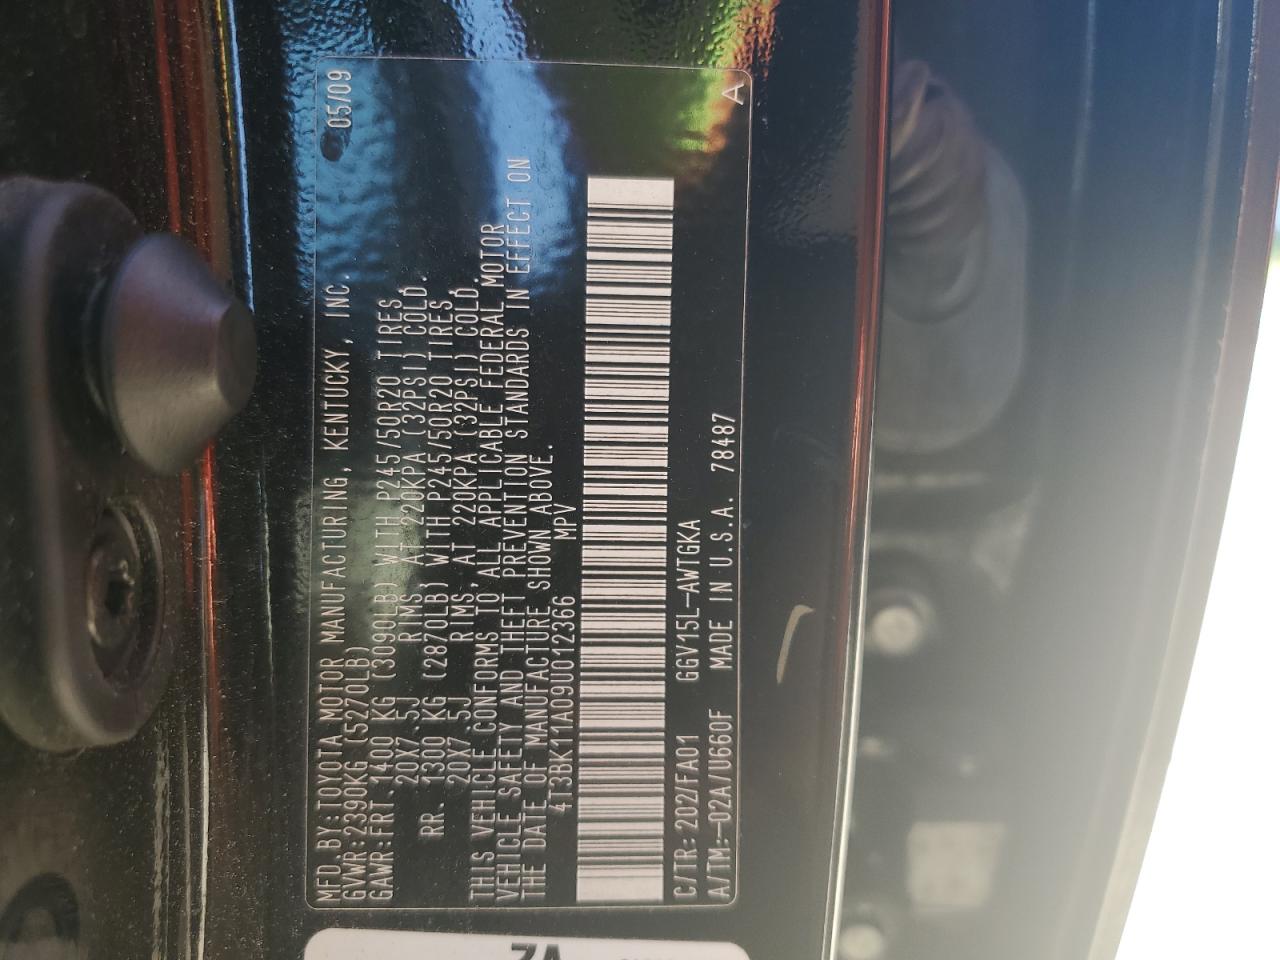 MFD.BY:TOYOTA MOTOR MANUFACTURING, KENTUCKY, INC. 05/09
GVWR:2390KG (5270LB)
GAWR:FRT.1400 KG (3090LB) WITH P245/50R20 TIRES,
20X7.5J RIMS, AT 220KPA (32PSI) COLD.
RR. 1300 KG (2870LB) WITH P245/50R20 TIRES,
20X7.5J RIMS, AT 220KPA (32PSI) COLD.
THIS VEHICLE CONFORMS TO ALL APPLICABLE FEDERAL MOTOR
VEHICLE SAFETY AND THEFT PREVENTION STANDARDS IN EFFECT ON
THE DATE OF MANUFACTURE SHOWN ABOVE.
4T3BK11A09U012366 MPV
C/TR:202/FA01 GGV15L-AWTGKA
A/TM:-02A/U660F MADE IN U.S.A. 78487 A